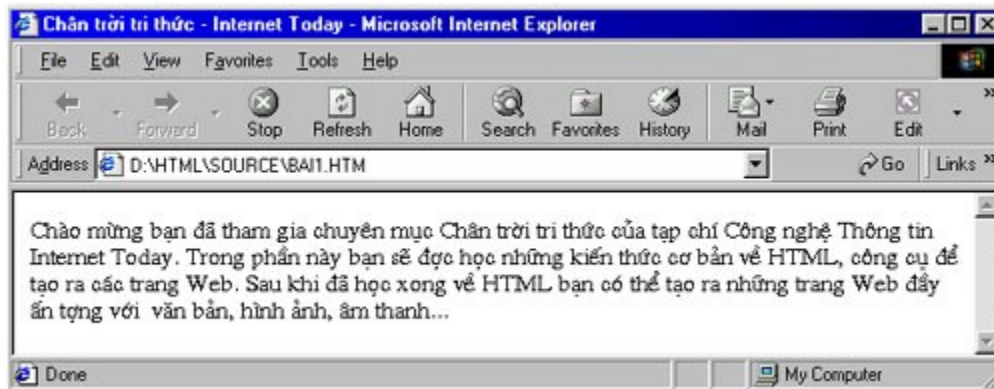 Chân trời tri thức - Internet Today - Microsoft Internet Explorer
File Edit View Favorites Tools Help
Back Forward Stop Refresh Home Search Favorites History Mail Print Edit
Address D:\HTML\SOURCE\BAI1.HTM Go Links
Chào mừng bạn đã tham gia chuyên mục Chân trời tri thức của tạp chí Công nghệ Thông tin
Internet Today. Trong phần này bạn sẽ đợc học những kiến thức cơ bản về HTML, công cụ để
tạo ra các trang Web. Sau khi đã học xong về HTML bạn có thể tạo ra những trang Web đầy
ấn tợng với văn bản, hình ảnh, âm thanh...
Done My Computer